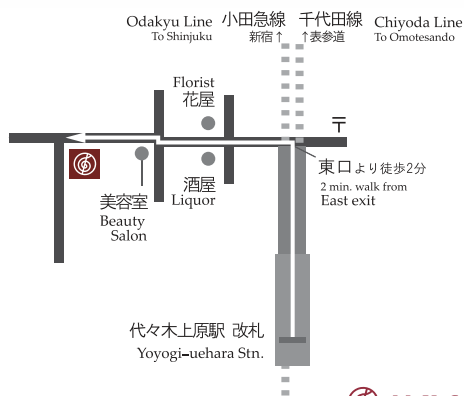 Odakyu Line 小田急線 千代田線 Chiyoda Line
To Shinjuku 新宿↑ ↑表参道 To Omotesando
Florist
花屋
〒
東口より徒歩2分
2 min. walk from
East exit
酒屋
Liquor
美容室
Beauty
Salon
代々木上原駅 改札
Yoyogi-uehara Stn.